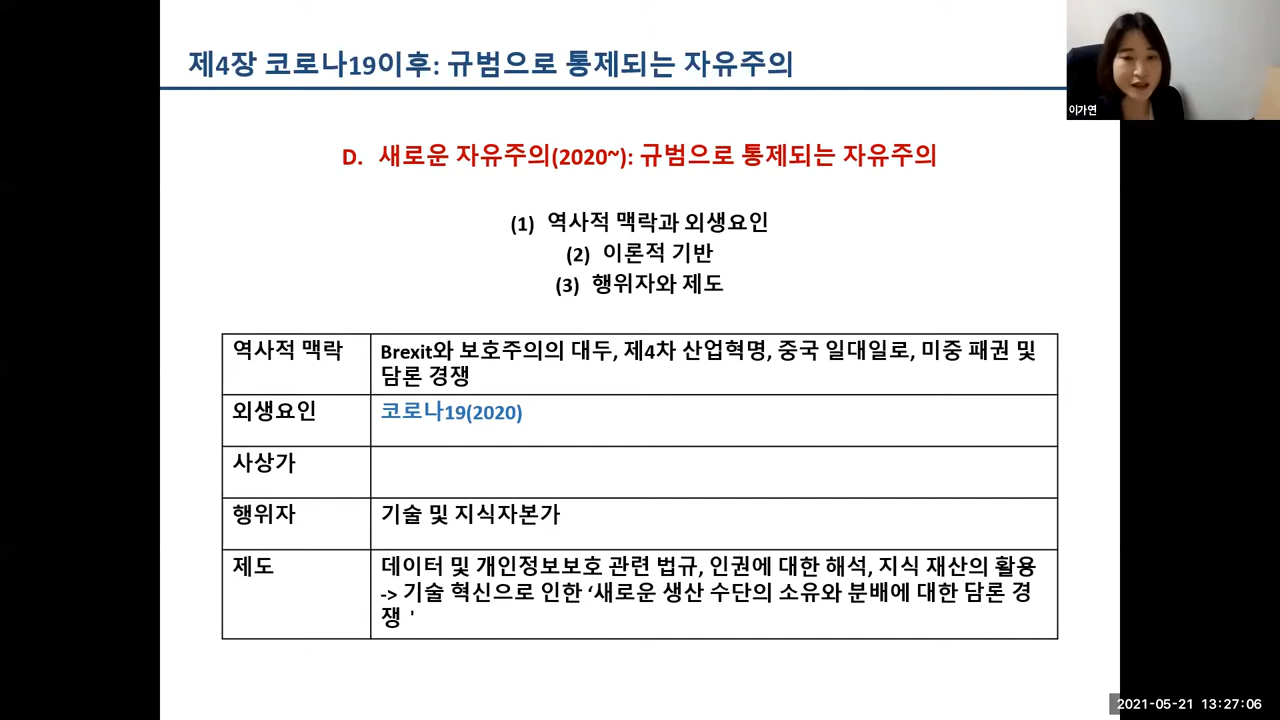 제4장 코로나19이후: 규범으로 통제되는 자유주의
이가연
D. 새로운 자유주의(2020~): 규범으로 통제되는 자유주의
(1) 역사적 맥락과 외생요인
(2) 이론적 기반
(3) 행위자와 제도
역사적 맥락
Brexit와 보호주의의 대두, 제4차 산업혁명, 중국 일대일로, 미중 패권 및
담론 경쟁
외생요인
코로나19(2020)
사상가
행위자
기술 및 지식자본가
제도
데이터 및 개인정보보호 관련 법규, 인권에 대한 해석, 지식 재산의 활용
-> 기술 혁신으로 인한 ‘새로운 생산 수단의 소유와 분배에 대한 담론 경
쟁 '
2021-05-21 13:27:06